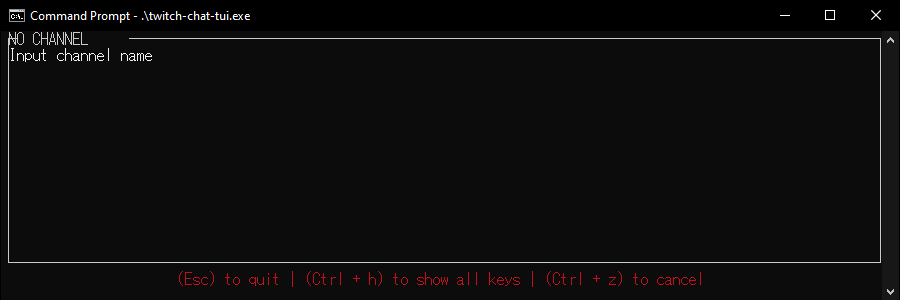 Command Prompt - .\twitch-chat-tui.exe
NO CHANNEL
Input channel name
(Esc) to quit | (Ctrl + h) to show all keys | (Ctrl + z) to cancel